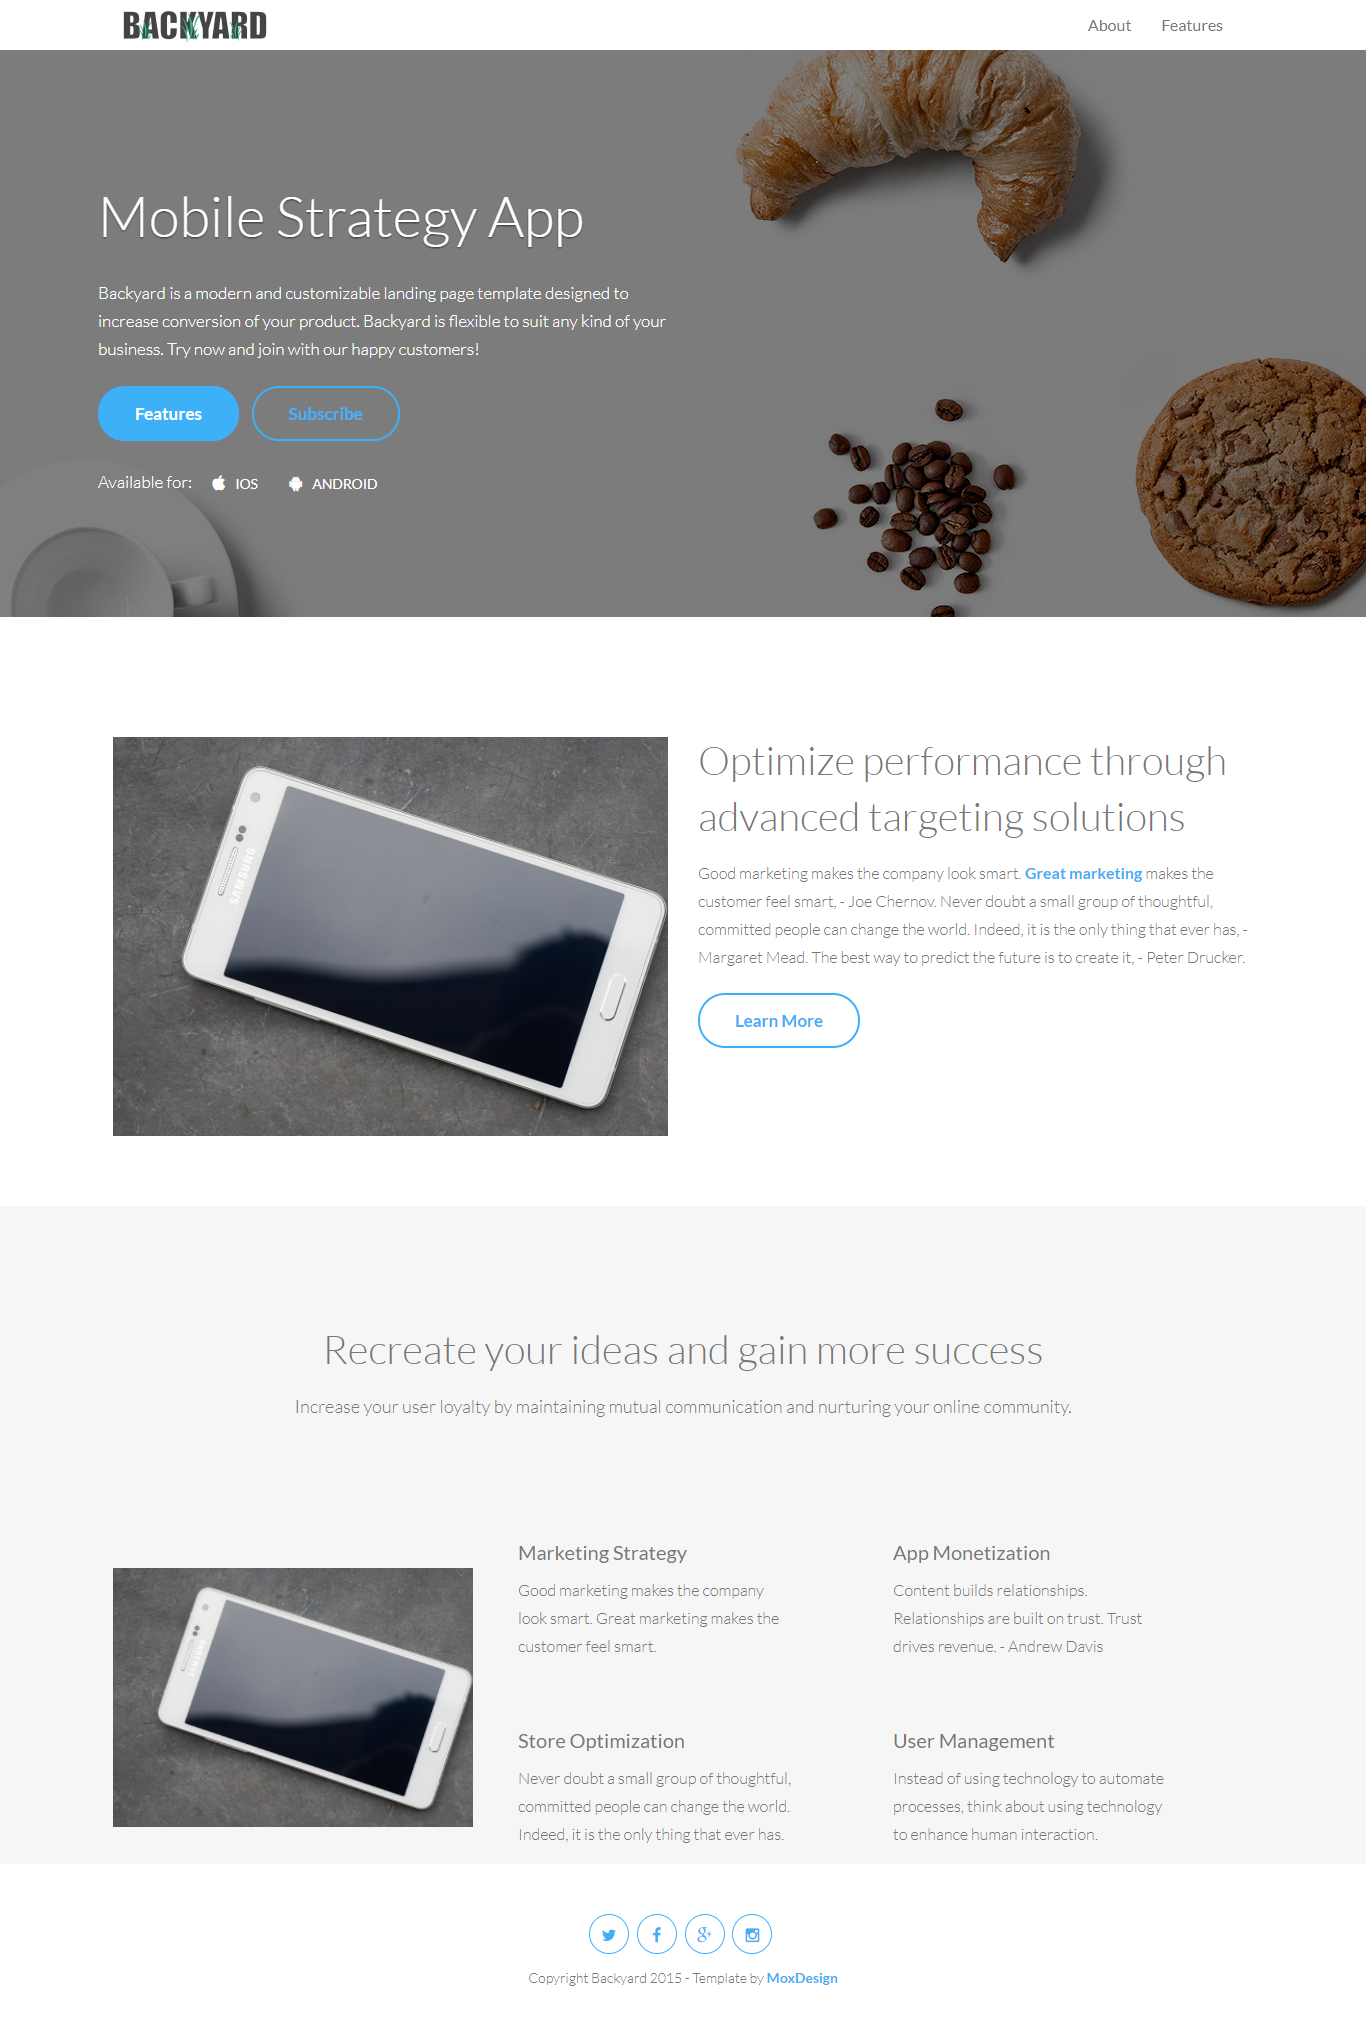 BACKYARD
About Features
Mobile Strategy App
Backyard is a modern and customizable landing page template designed to
increase conversion of your product. Backyard is flexible to suit any kind of your
business. Try now and join with our happy customers!
Features Subscribe
Available for: IOS ANDROID
SAMSUNG
Optimize performance through
advanced targeting solutions
Good marketing makes the company look smart. Great marketing makes the
customer feel smart, - Joe Chernov. Never doubt a small group of thoughtful,
committed people can change the world. Indeed, it is the only thing that ever has, -
Margaret Mead. The best way to predict the future is to create it, - Peter Drucker.
Learn More
Recreate your ideas and gain more success
Increase your user loyalty by maintaining mutual communication and nurturing your online community.
SAMSUNG
Marketing Strategy
Good marketing makes the company
look smart. Great marketing makes the
customer feel smart.
App Monetization
Content builds relationships.
Relationships are built on trust. Trust
drives revenue. - Andrew Davis
Store Optimization
Never doubt a small group of thoughtful,
committed people can change the world.
Indeed, it is the only thing that ever has.
User Management
Instead of using technology to automate
processes, think about using technology
to enhance human interaction.
Copyright Backyard 2015 - Template by MoxDesign